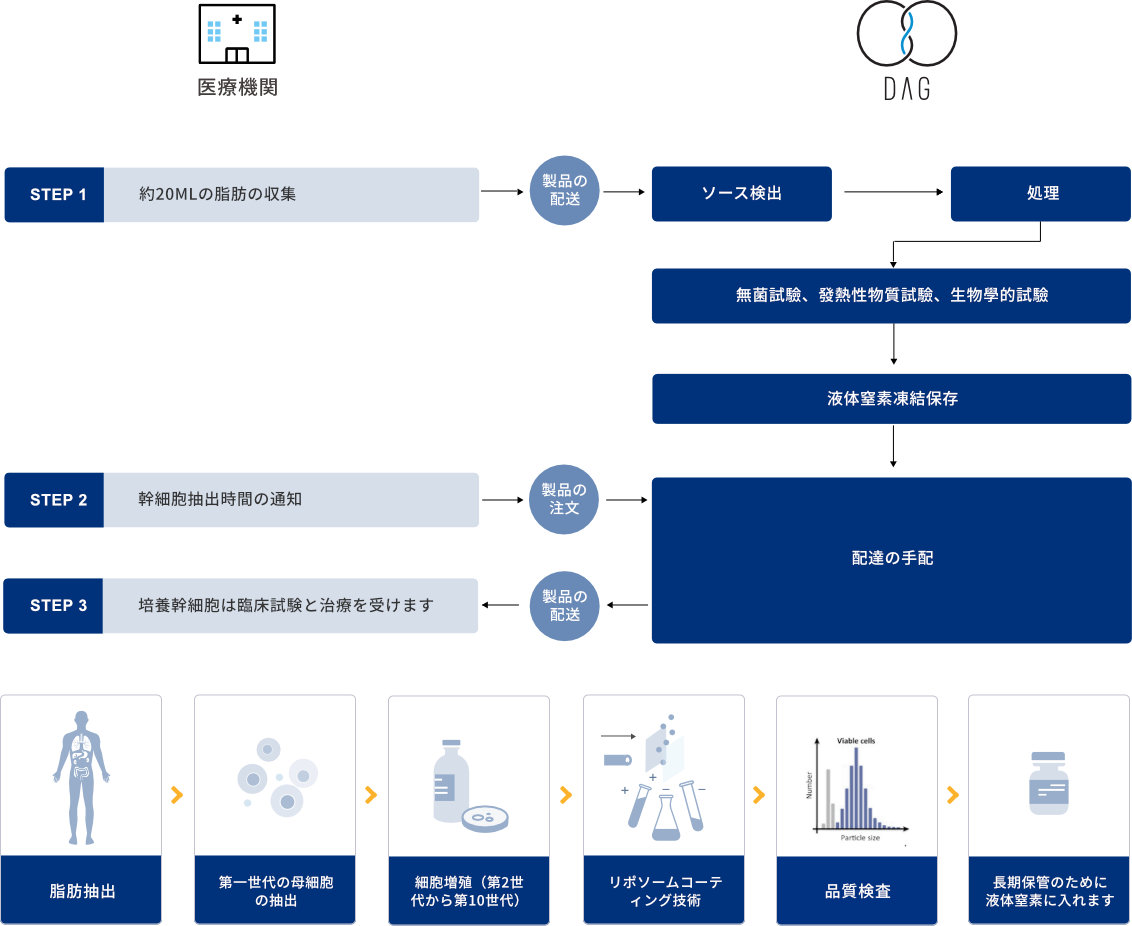 医療機関
DAG
STEP 1
約20MLの脂肪の収集
製品の
配送
ソース検出
処理
無菌試験、發熱性物質試験、生物學的試験
液体窒素凍結保存
STEP 2
幹細胞抽出時間の通知
製品の
注文
配達の手配
STEP 3
培養幹細胞は臨床試験と治療を受けます
製品の
配送
脂肪抽出
第一世代の母細胞
の抽出
細胞増殖（第2世
代から第10世代）
リポソームコーテ
ィング技術
Viable cells
Number
Particle size
品質検査
長期保管のために
液体窒素に入れます